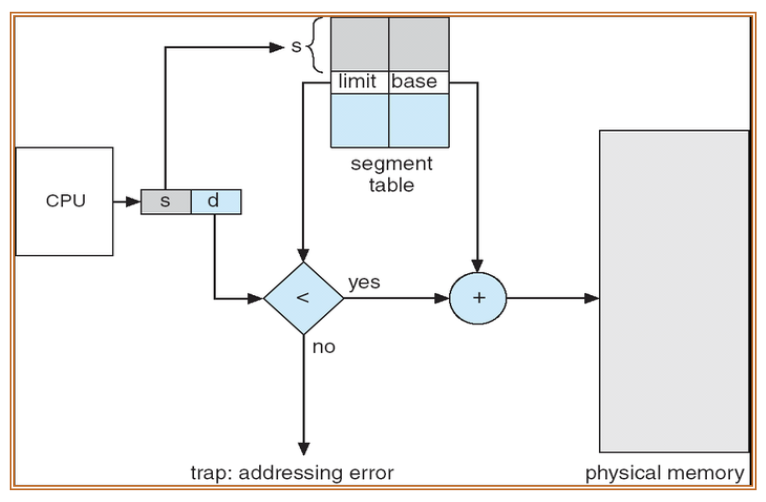 s
limit base
segment
table
CPU
s d
<
yes
+
no
trap: addressing error
physical memory